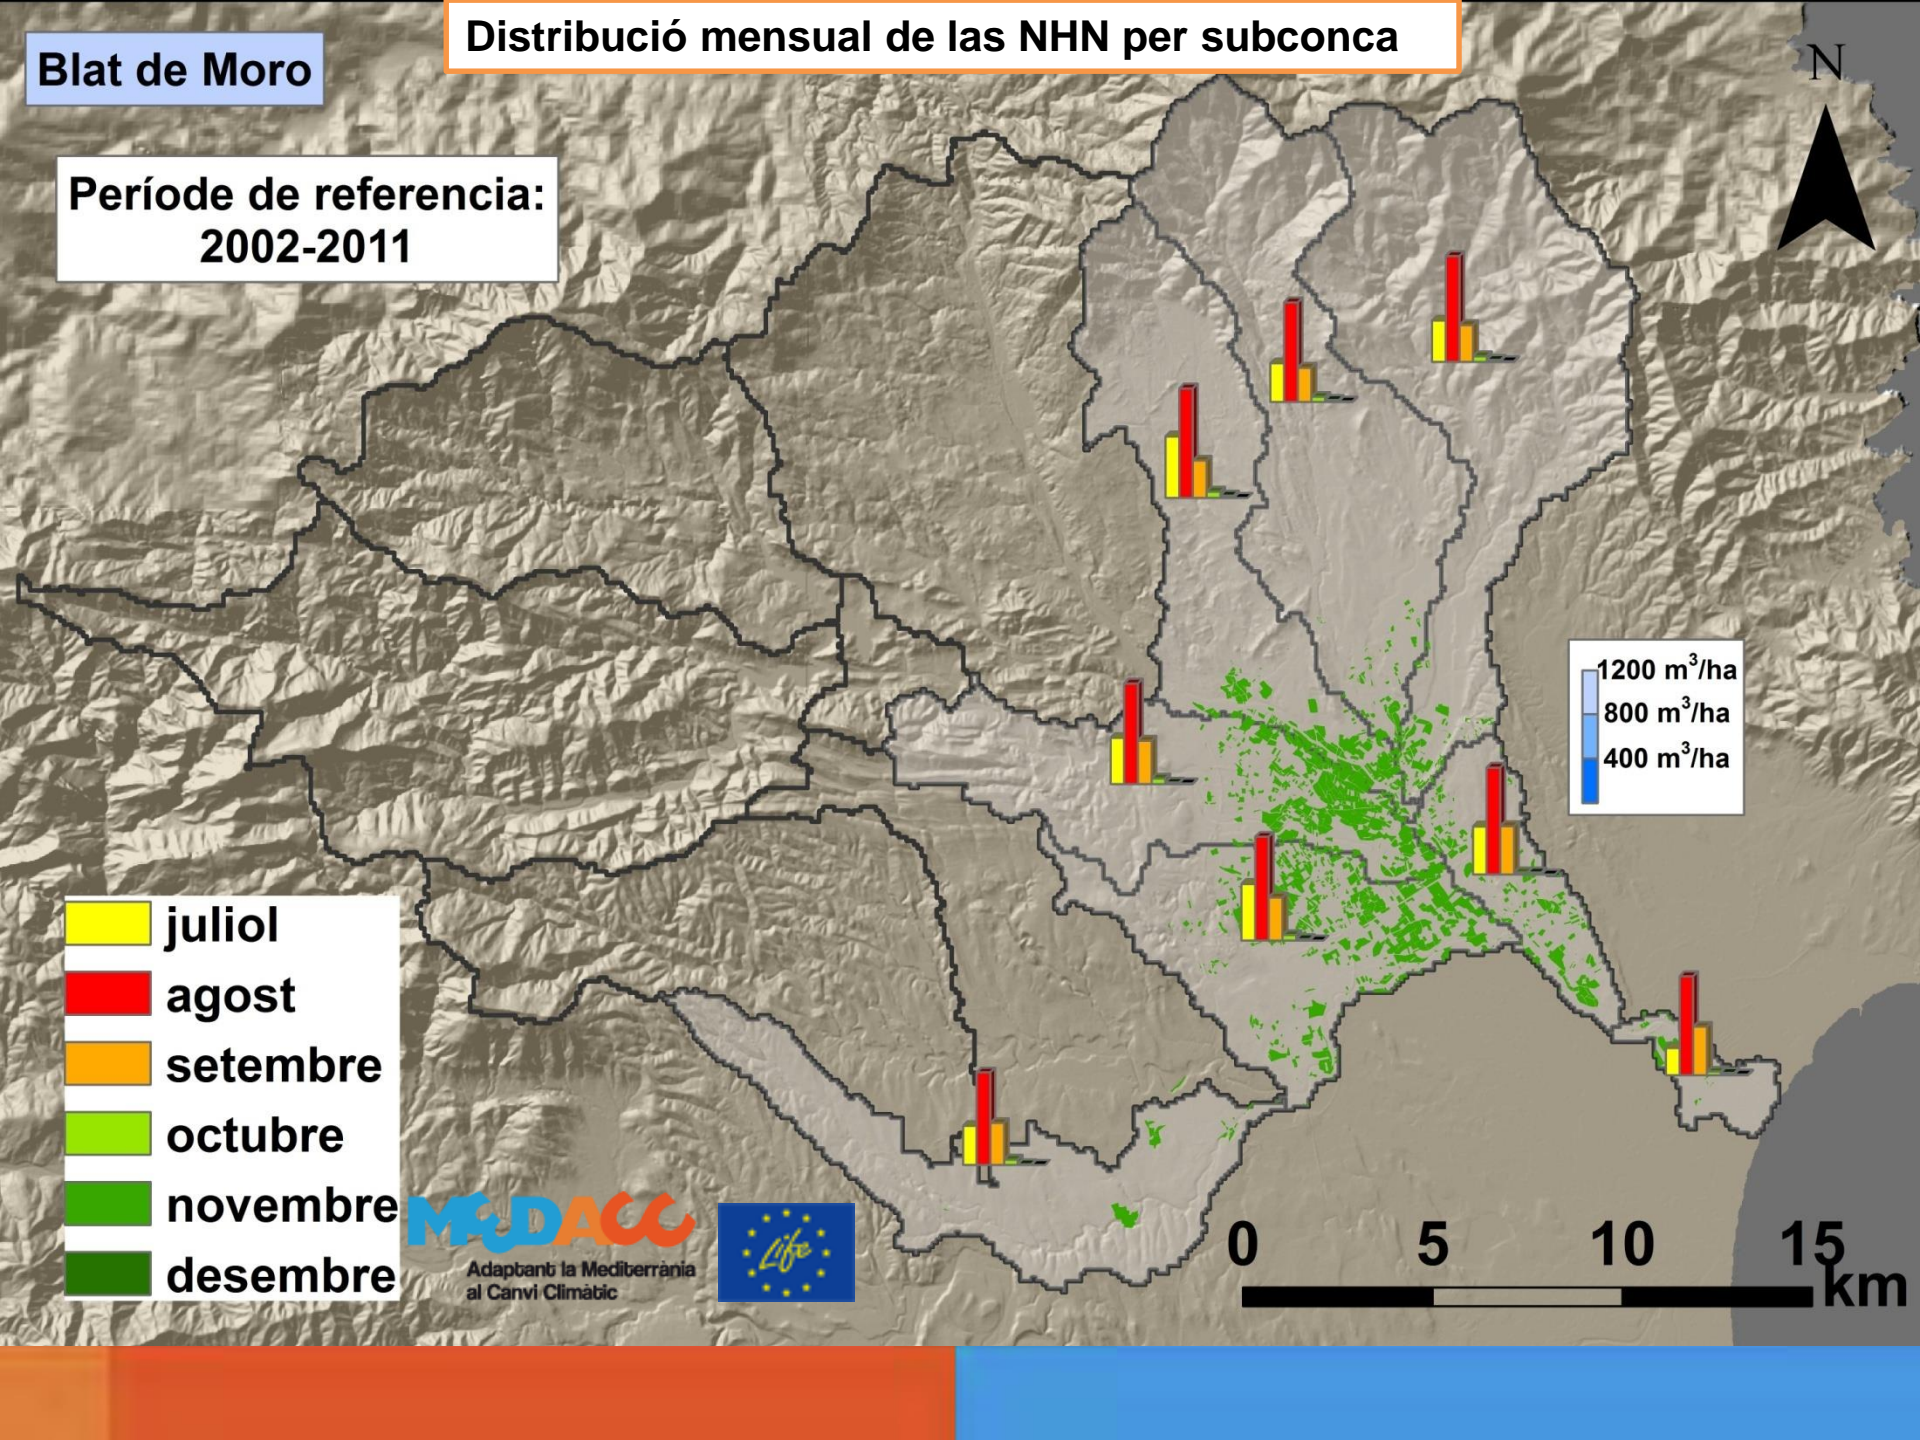 Distribució mensual de las NHN per subconca
Blat de Moro
N
Període de referencia:
2002-2011
1200 m³/ha
800 m³/ha
400 m³/ha
juliol
agost
setembre
octubre
novembre
desembre
MEDACC
Adaptant la Mediterrània
al Canvi Climàtic
Life
0 5 10 15
km